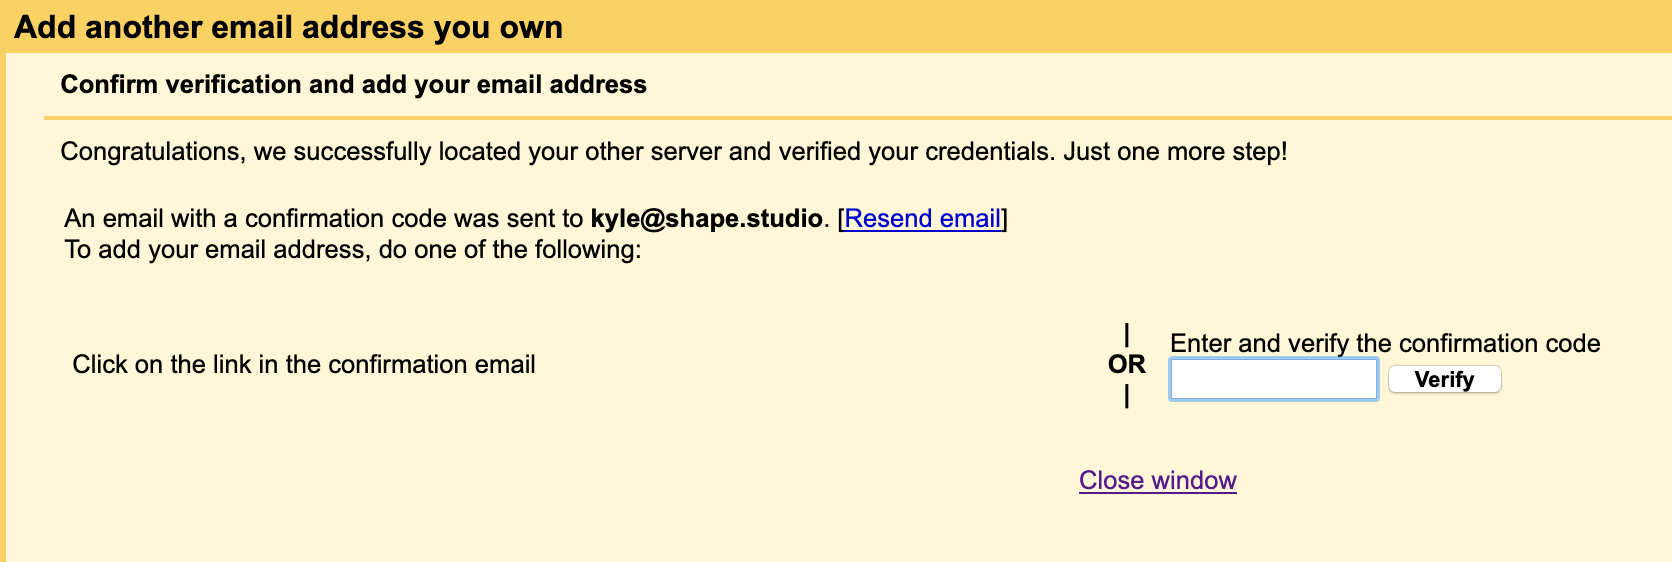 Add another email address you own
Confirm verification and add your email address
Congratulations, we successfully located your other server and verified your credentials. Just one more step!
An email with a confirmation code was sent to kyle@shape.studio. [Resend email]
To add your email address, do one of the following:
Click on the link in the confirmation email
|
OR
|
Enter and verify the confirmation code
Verify
Close window